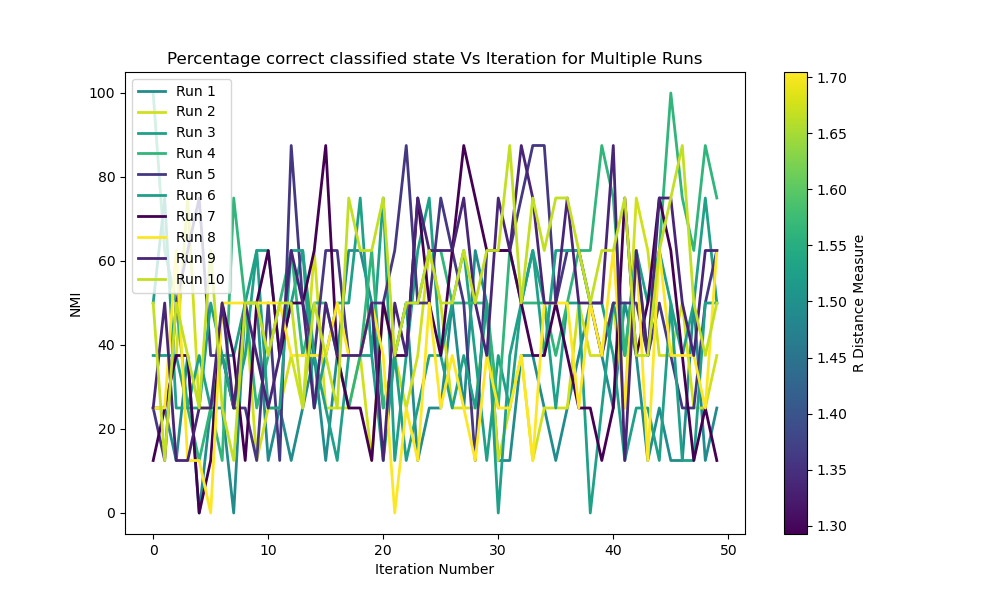 Percentage correct classified state Vs Iteration for Multiple Runs
NMI
100
80
60
40
20
0
Run 1
Run 2
Run 3
Run 4
Run 5
Run 6
Run 7
Run 8
Run 9
Run 10
0
10
20
30
40
50
Iteration Number
1.70
1.65
1.60
1.55
1.50
1.45
1.40
1.35
1.30
R Distance Measure